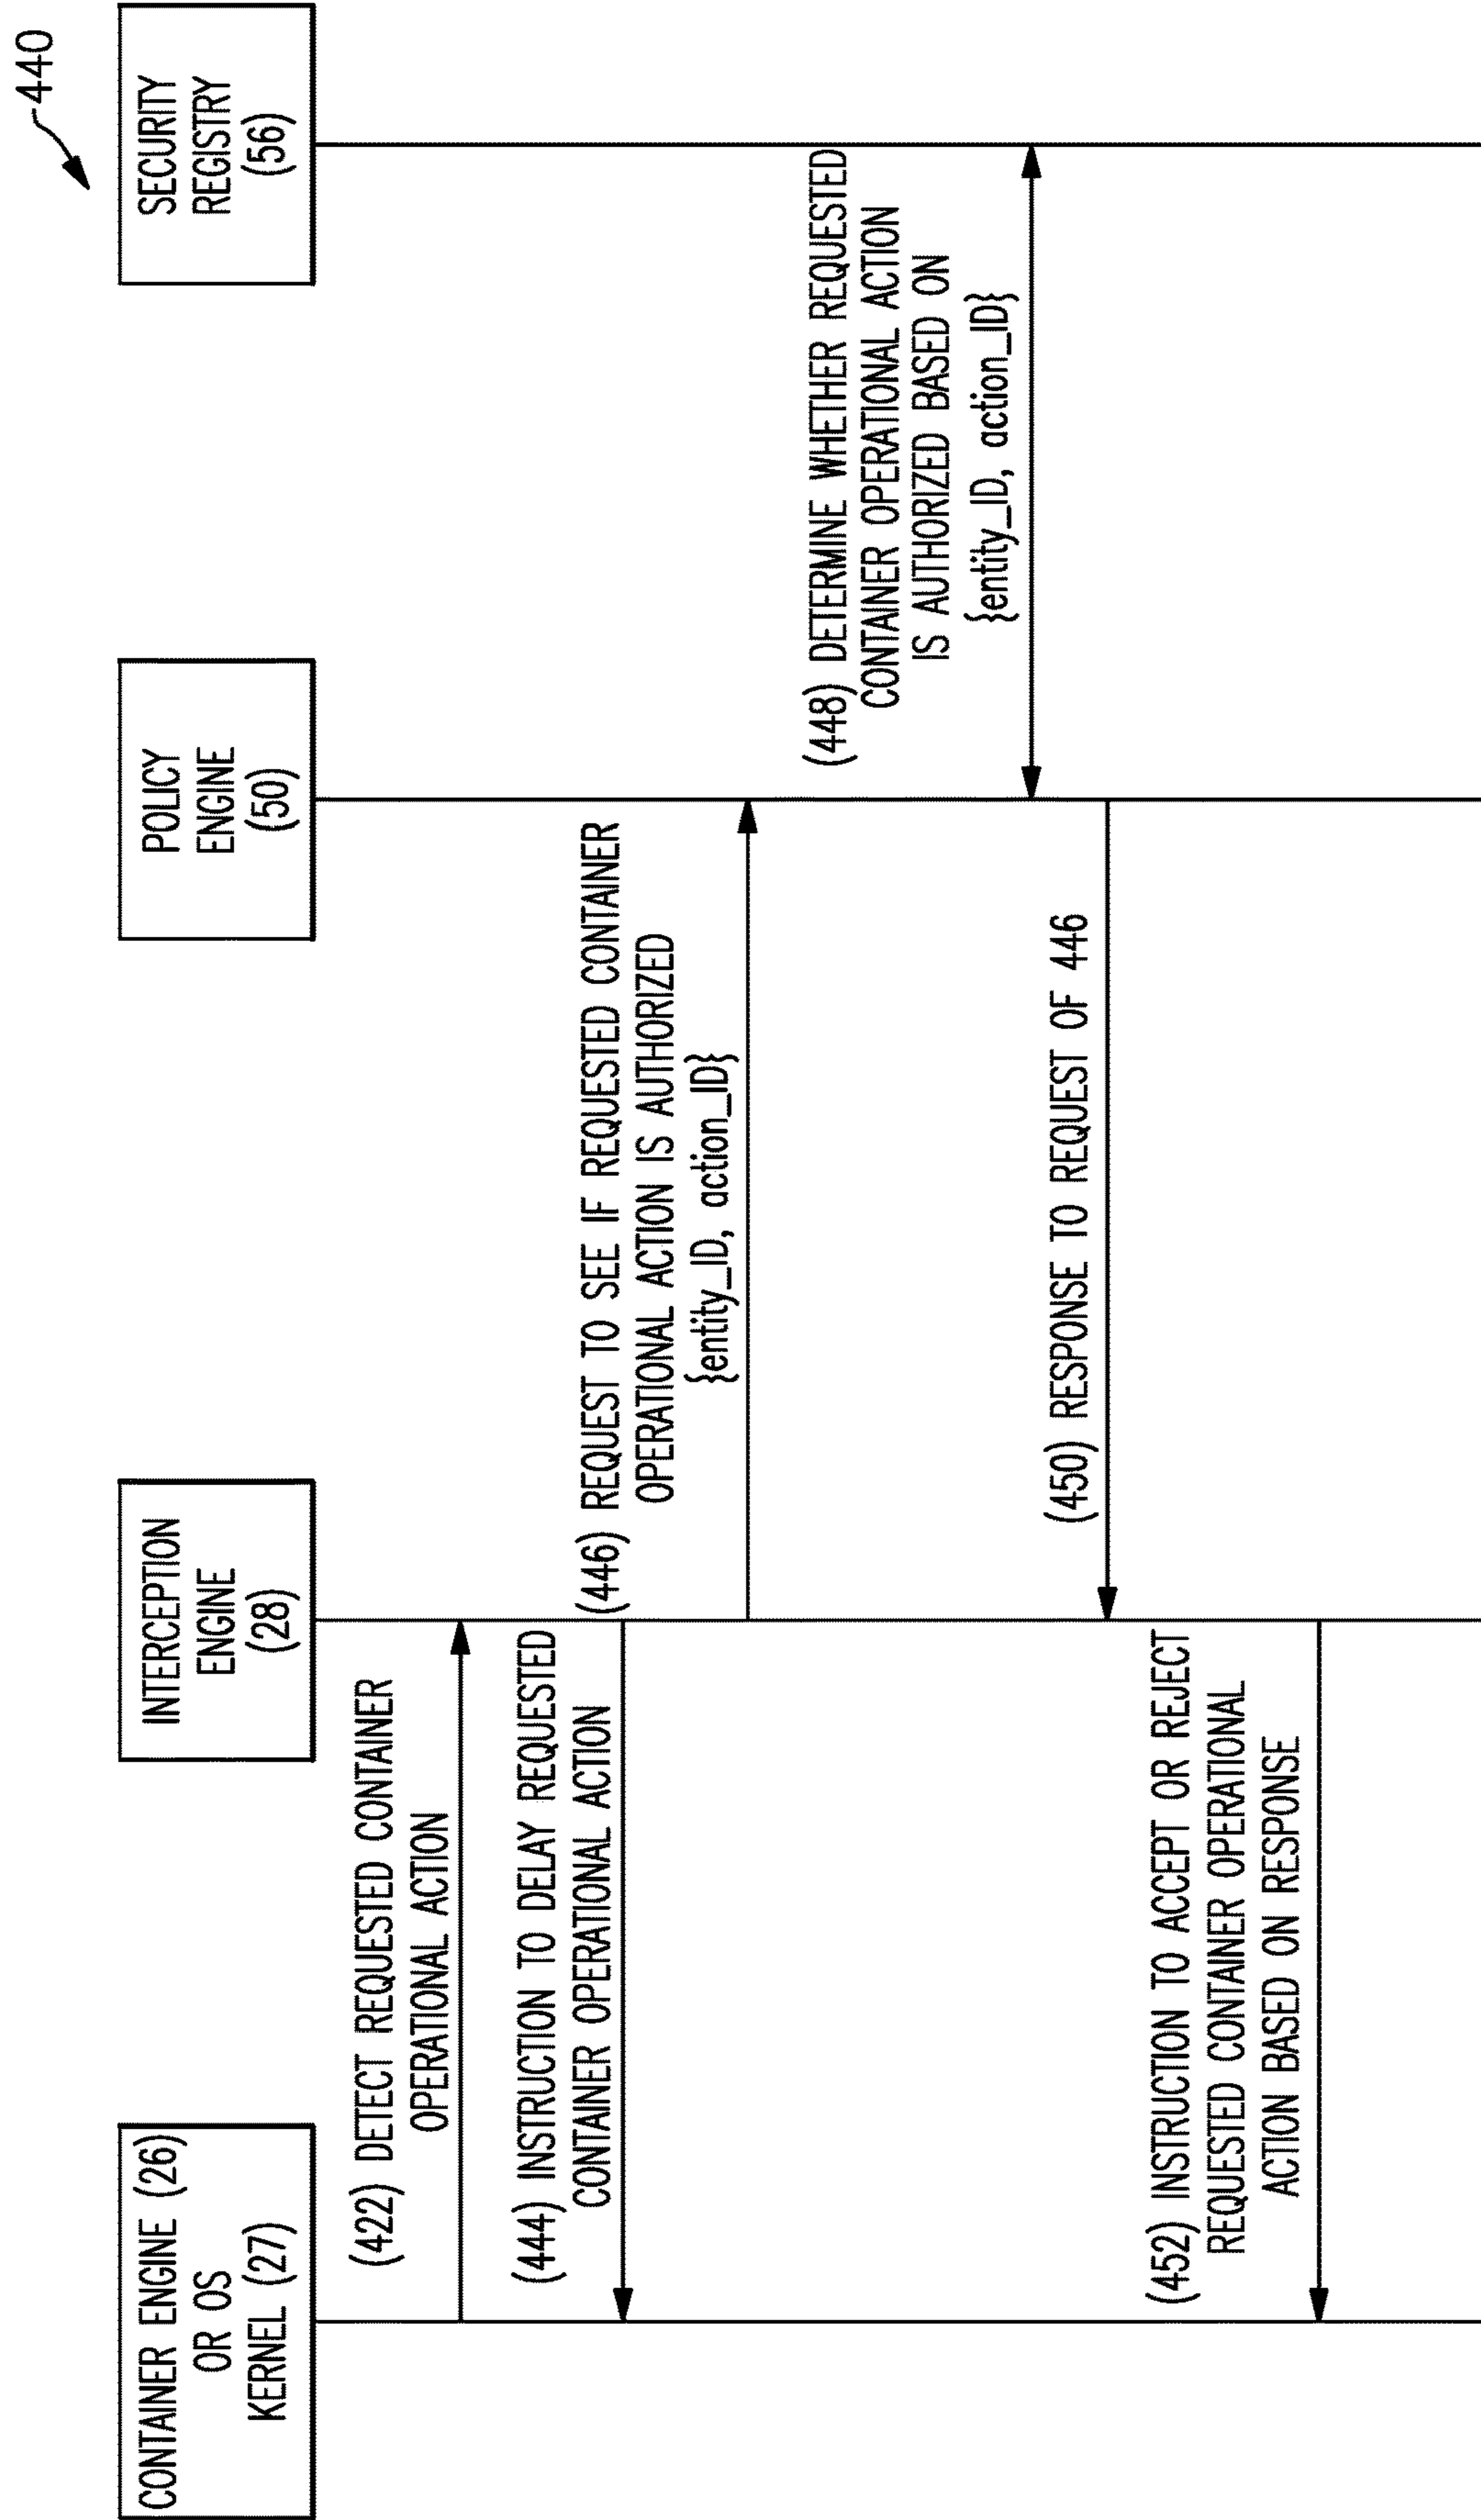 440
CONTAINER ENGINE (26)
OR OS
KERNEL (27)
INTERCEPTION
ENGINE
(28)
POLICY
ENGINE
(50)
SECURITY
REGISTRY
(56)
(422) DETECT REQUESTED CONTAINER
OPERATIONAL ACTION
(444) INSTRUCTION TO DELAY REQUESTED
CONTAINER OPERATIONAL ACTION
(446) REQUEST TO SEE IF REQUESTED CONTAINER
OPERATIONAL ACTION IS AUTHORIZED
{entity_ID, action_ID}
(448) DETERMINE WHETHER REQUESTED
CONTAINER OPERATIONAL ACTION
IS AUTHORIZED BASED ON
{entity_ID, action_ID}
(450) RESPONSE TO REQUEST OF 446
(452) INSTRUCTION TO ACCEPT OR REJECT
REQUESTED CONTAINER OPERATIONAL
ACTION BASED ON RESPONSE